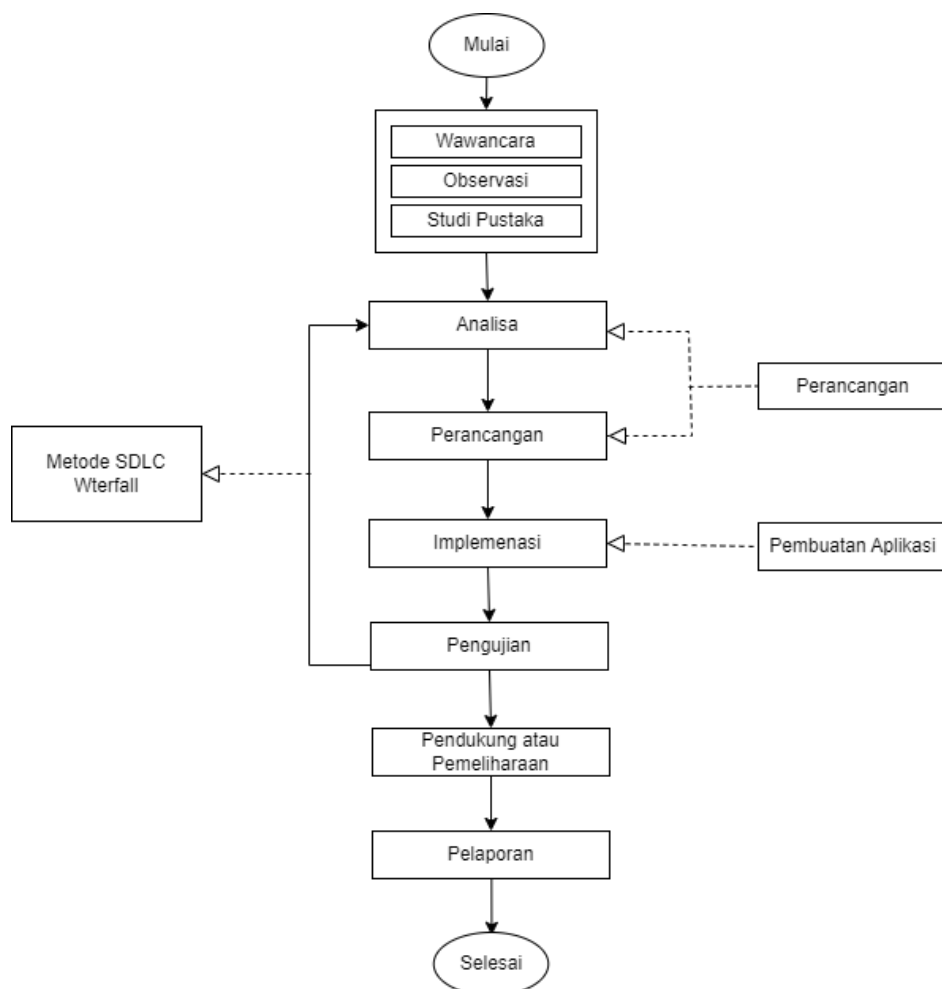 Mulai
Wawancara
Observasi
Studi Pustaka
Analisa
Perancangan
Perancangan
Metode SDLC
Wterfall
Implemenasi
Pembuatan Aplikasi
Pengujian
Pendukung atau
Pemeliharaan
Pelaporan
Selesai